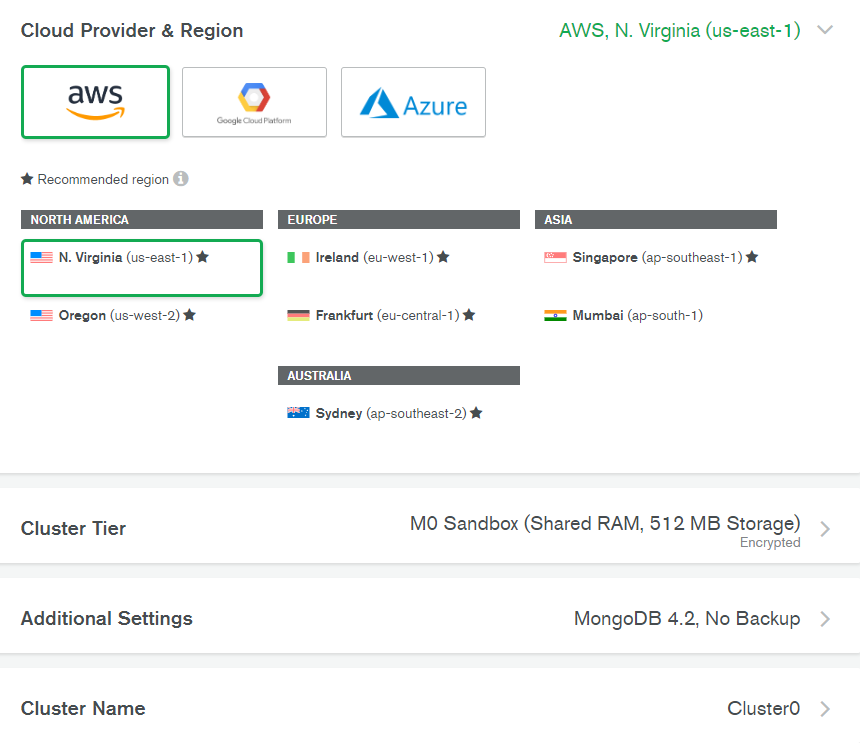 Cloud Provider & Region
AWS, N. Virginia (us-east-1)
aws
Google Cloud Platform
Azure
Recommended region
NORTH AMERICA
N. Virginia (us-east-1)
Oregon (us-west-2)
EUROPE
Ireland (eu-west-1)
Frankfurt (eu-central-1)
ASIA
Singapore (ap-southeast-1)
Mumbai (ap-south-1)
AUSTRALIA
Sydney (ap-southeast-2)
Cluster Tier
M0 Sandbox (Shared RAM, 512 MB Storage)
Encrypted
Additional Settings
MongoDB 4.2, No Backup
Cluster Name
Cluster0